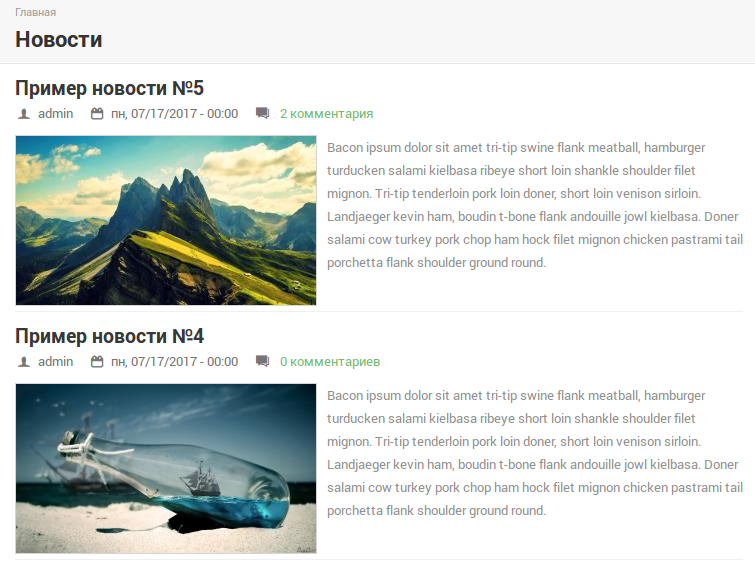 Главная
Новости
Пример новости №5
admin пн, 07/17/2017 - 00:00 2 комментария
Bacon ipsum dolor sit amet tri-tip swine flank meatball, hamburger
turducken salami kielbasa ribeye short loin shankle shoulder filet
mignon. Tri-tip tenderloin pork loin doner, short loin venison sirloin.
Landjaeger kevin ham, boudin t-bone flank andouille jowl kielbasa. Doner
salami cow turkey pork chop ham hock filet mignon chicken pastrami tail
porchetta flank shoulder ground round.
Пример новости №4
admin пн, 07/17/2017 - 00:00 0 комментариев
Bacon ipsum dolor sit amet tri-tip swine flank meatball, hamburger
turducken salami kielbasa ribeye short loin shankle shoulder filet
mignon. Tri-tip tenderloin pork loin doner, short loin venison sirloin.
Landjaeger kevin ham, boudin t-bone flank andouille jowl kielbasa. Doner
salami cow turkey pork chop ham hock filet mignon chicken pastrami tail
porchetta flank shoulder ground round.